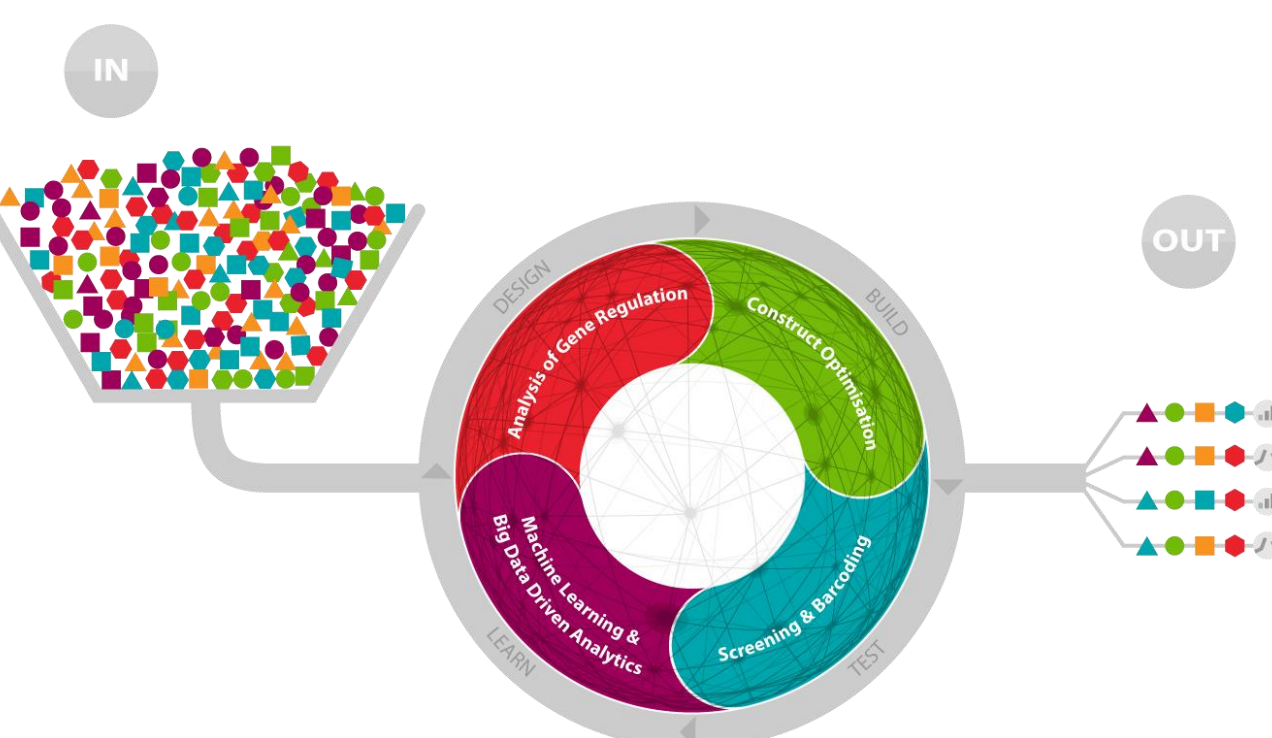 IN
OUT
DESIGN
BUILD
TEST
LEARN
Analysis of Gene Regulation
Construct Optimisation
Screening & Barcoding
Machine Learning &
Big Data Driven Analytics